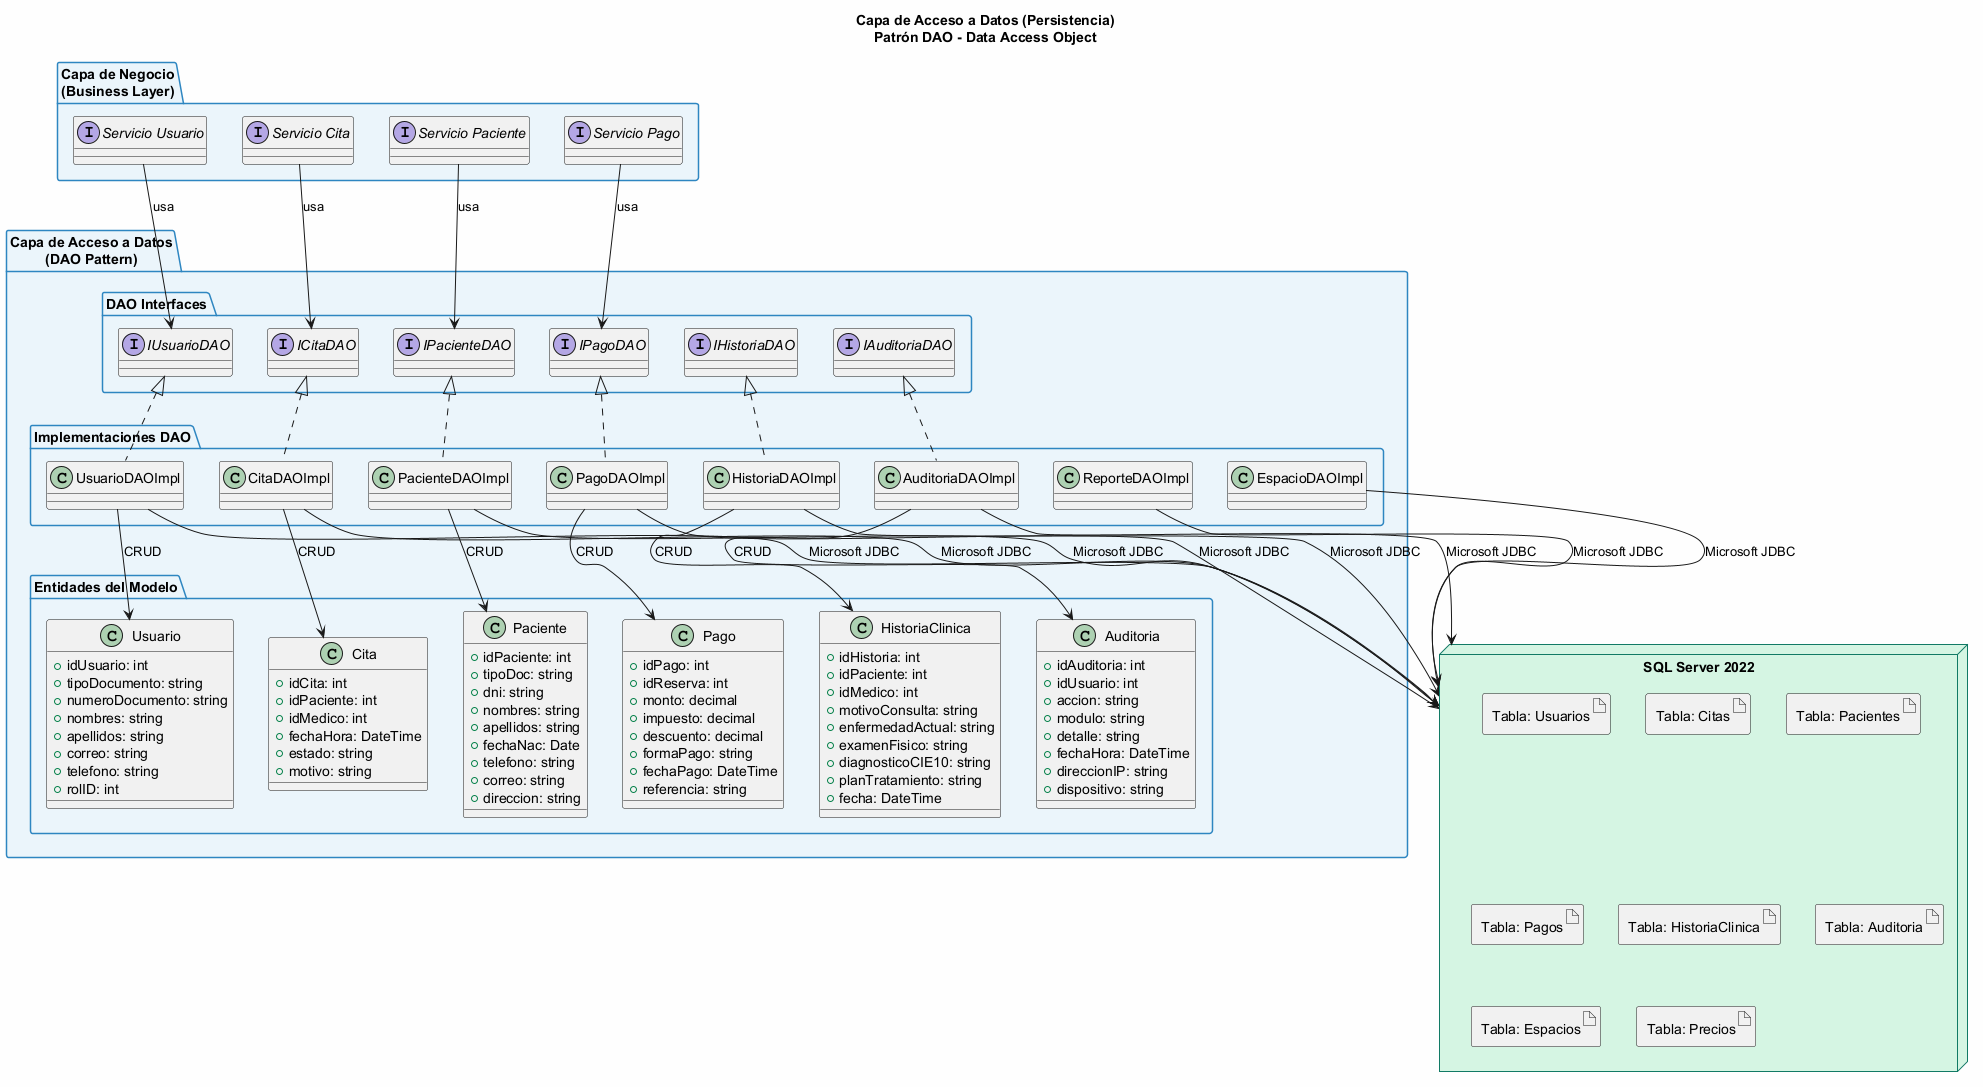 Capa de Acceso a Datos (Persistencia)
Patrón DAO - Data Access Object
Capa de Negocio
(Business Layer)
I Servicio Usuario
I Servicio Cita
I Servicio Paciente
I Servicio Pago
usa
usa
usa
usa
Capa de Acceso a Datos
(DAO Pattern)
DAO Interfaces
I IUsuarioDAO
I ICitaDAO
I IPacienteDAO
I IPagoDAO
I IHistoriaDAO
I IAuditoriaDAO
Implementaciones DAO
C UsuarioDAOImpl
C CitaDAOImpl
C PacienteDAOImpl
C PagoDAOImpl
C HistoriaDAOImpl
C AuditoriaDAOImpl
C ReporteDAOImpl
C EspacioDAOImpl
CRUD
CRUD
CRUD
CRUD
CRUD
CRUD
Microsoft JDBC
Microsoft JDBC
Microsoft JDBC
Microsoft JDBC
Microsoft JDBC
Microsoft JDBC
Microsoft JDBC
Microsoft JDBC
Entidades del Modelo
C Usuario
idUsuario: int
tipoDocumento: string
numeroDocumento: string
nombres: string
apellidos: string
correo: string
telefono: string
rolID: int
C Cita
idCita: int
idPaciente: int
idMedico: int
fechaHora: DateTime
estado: string
motivo: string
C Paciente
idPaciente: int
tipoDoc: string
dni: string
nombres: string
apellidos: string
fechaNac: Date
telefono: string
correo: string
direccion: string
C Pago
idPago: int
idReserva: int
monto: decimal
impuesto: decimal
descuento: decimal
formaPago: string
fechaPago: DateTime
referencia: string
C HistoriaClinica
idHistoria: int
idPaciente: int
idMedico: int
motivoConsulta: string
enfermedadActual: string
examenFisico: string
diagnosticoCIE10: string
planTratamiento: string
fecha: DateTime
C Auditoria
idAuditoria: int
idUsuario: int
accion: string
modulo: string
detalle: string
fechaHora: DateTime
direccionIP: string
dispositivo: string
SQL Server 2022
Tabla: Usuarios
Tabla: Citas
Tabla: Pacientes
Tabla: Pagos
Tabla: HistoriaClinica
Tabla: Auditoria
Tabla: Espacios
Tabla: Precios